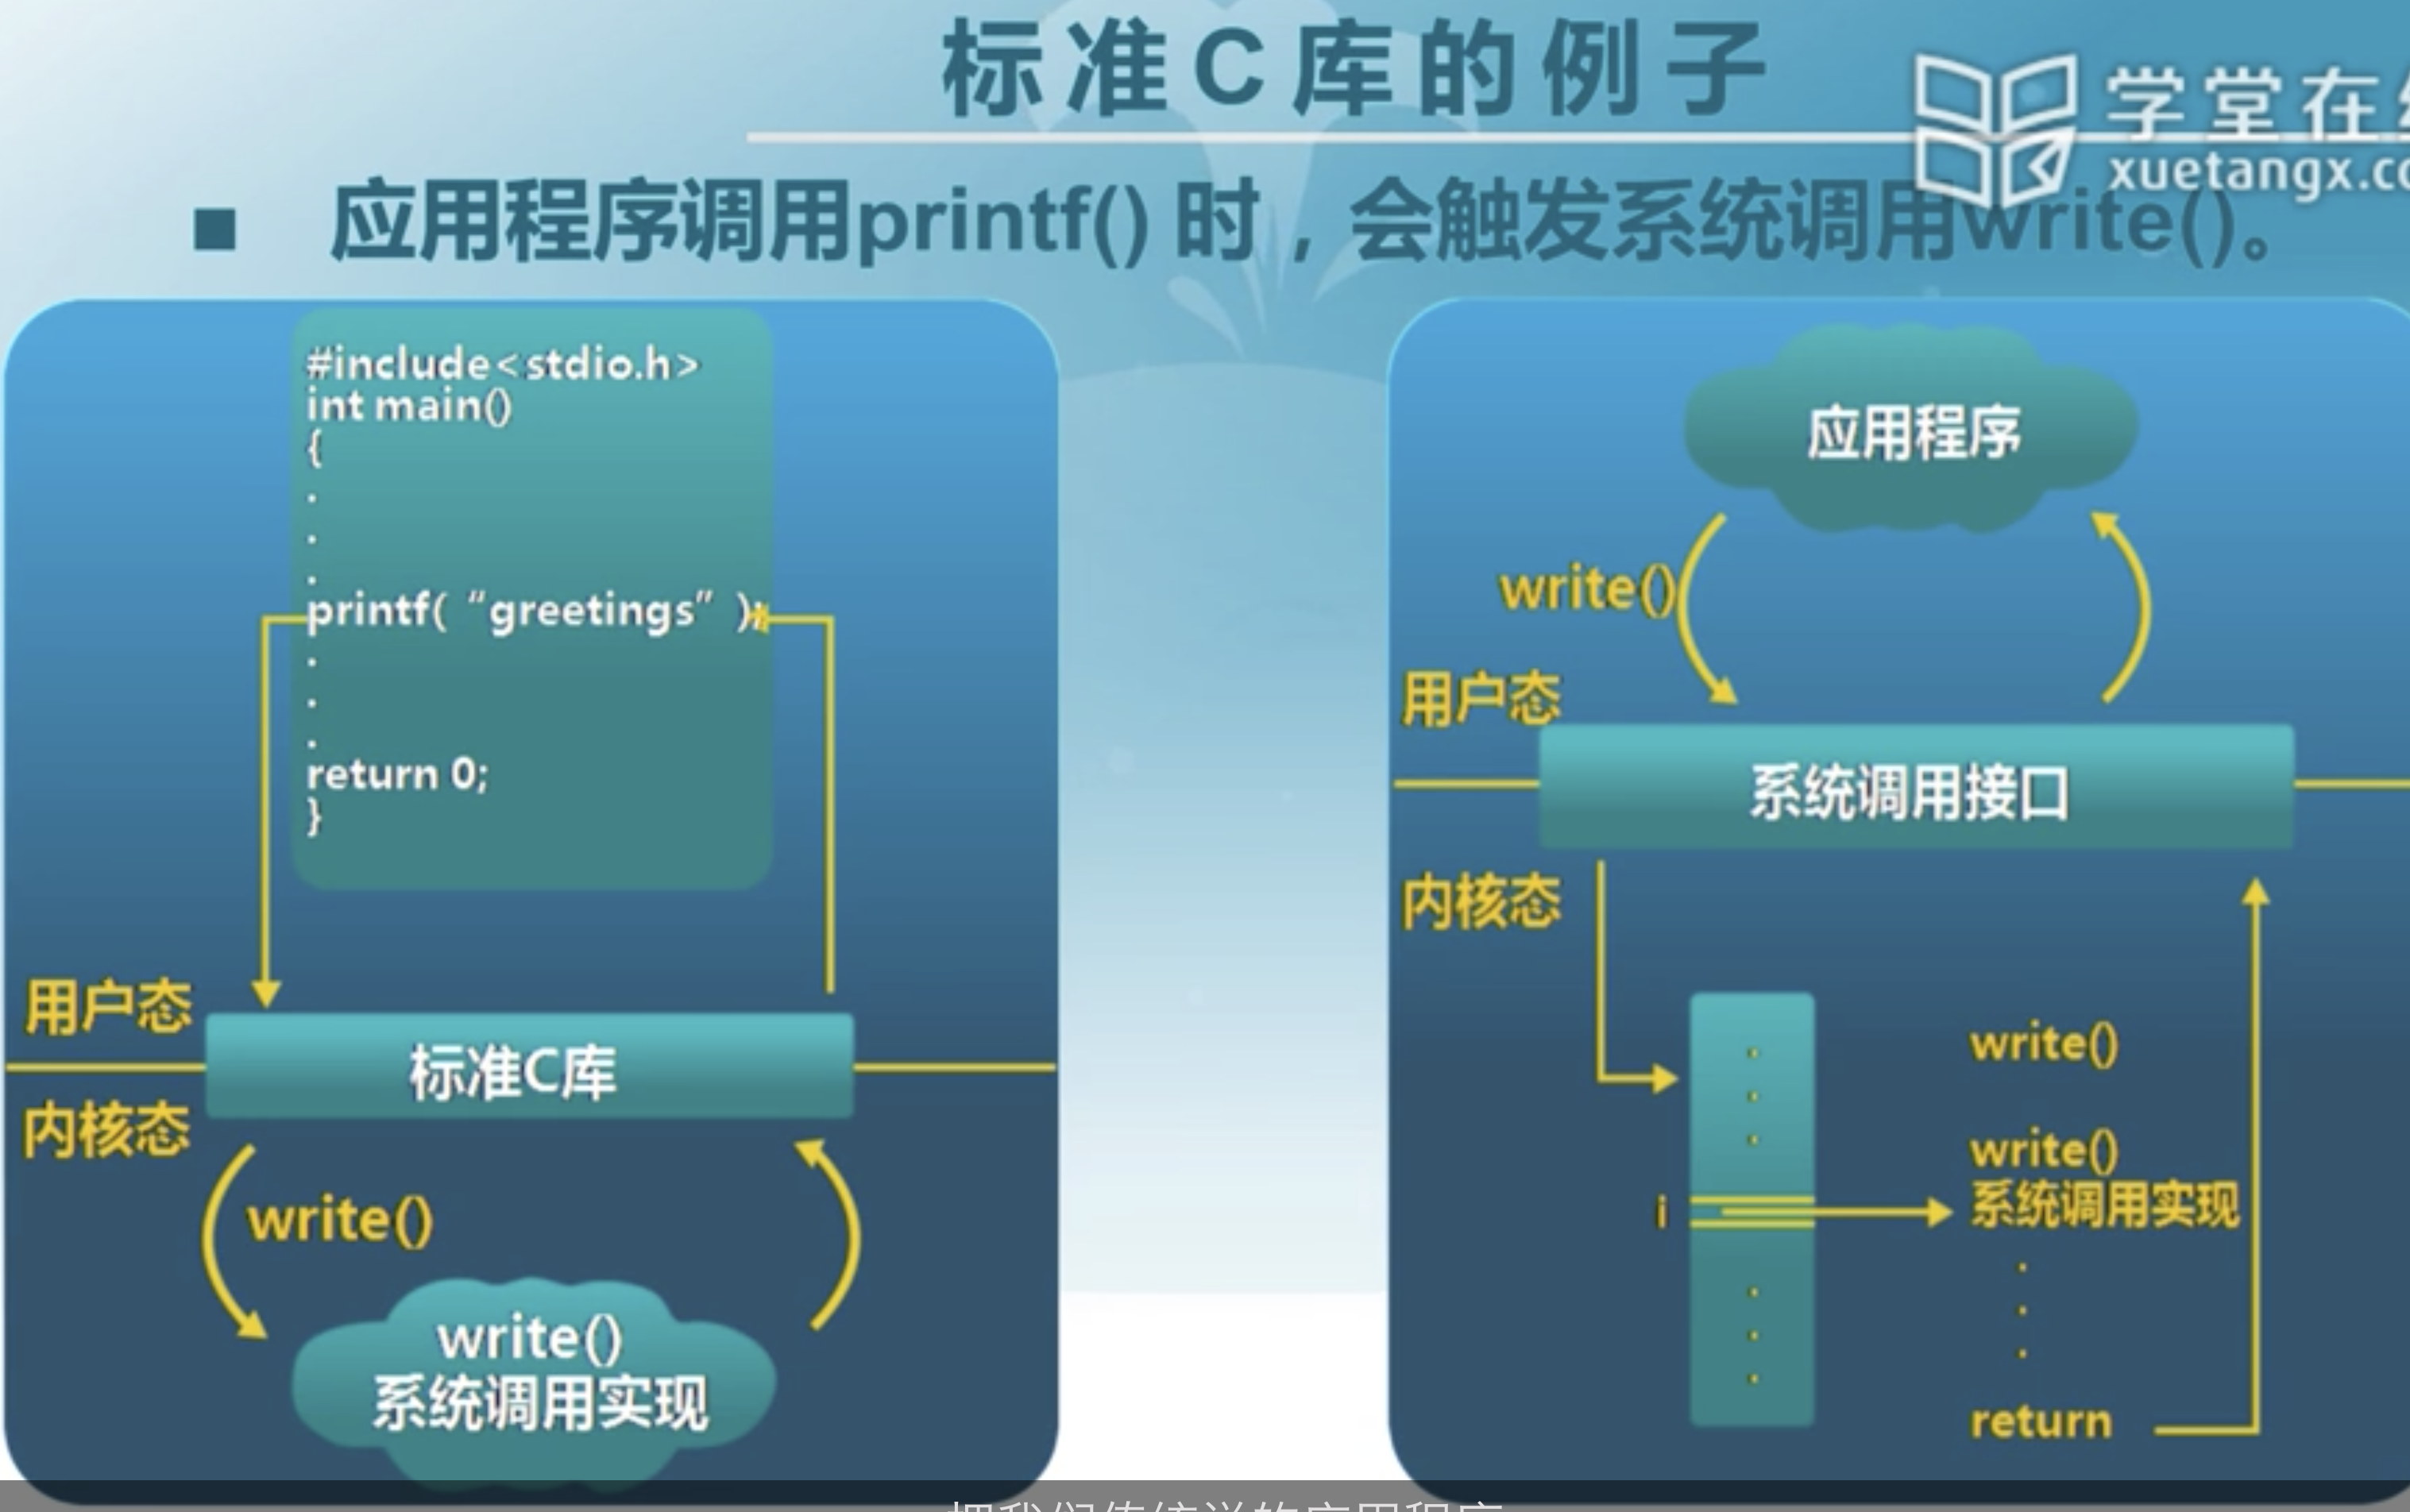 标准C库的例子
学堂在
xuetangx.co
■ 应用程序调用printf() 时，会触发系统调用write()。
#include<stdio.h>
int main()
{
.
.
.
printf( “greetings” );
.
.
.
return 0;
}
用户态
标准C库
内核态
write()
write()
系统调用实现
应用程序
write()
用户态
系统调用接口
内核态
.
.
.
i
.
.
.
write()
write()
系统调用实现
.
.
.
return